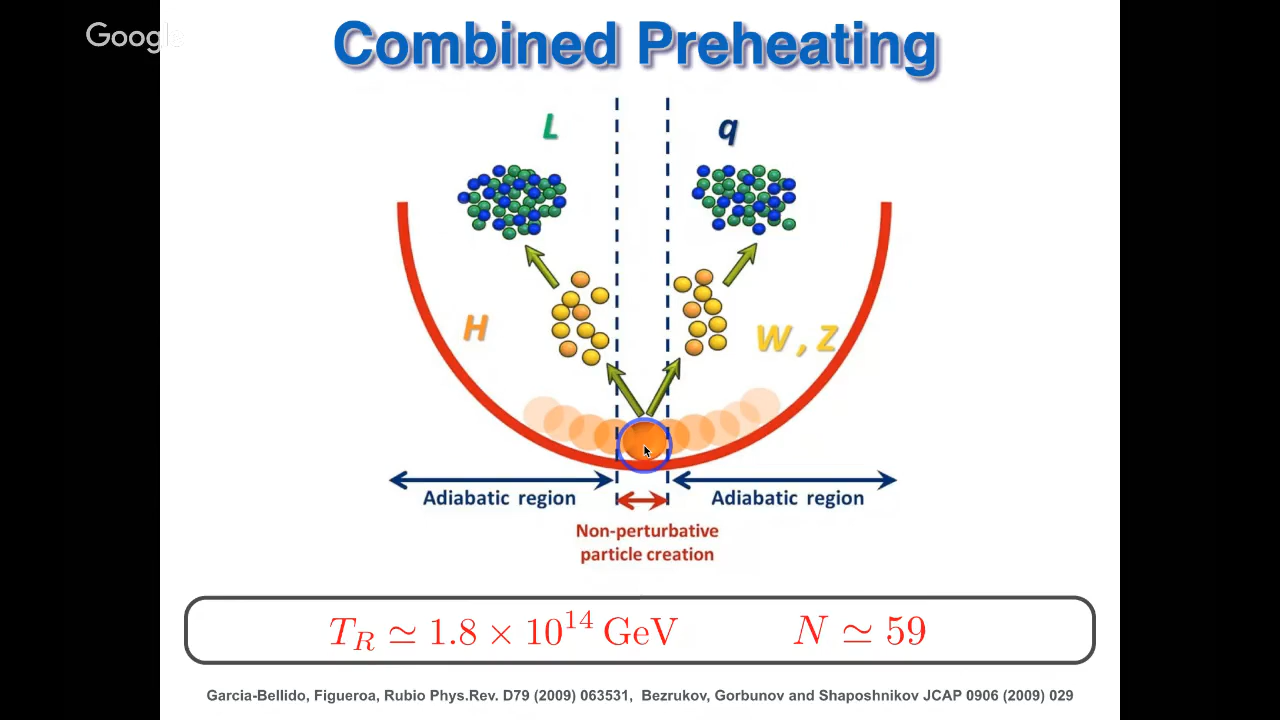 Google
Combined Preheating
L
q
H
W , Z
Adiabatic region
Adiabatic region
Non-perturbative
particle creation
T_R ≃ 1.8 × 10^14 GeV
N ≃ 59
Garcia-Bellido, Figueroa, Rubio Phys.Rev. D79 (2009) 063531, Bezrukov, Gorbunov and Shaposhnikov JCAP 0906 (2009) 029